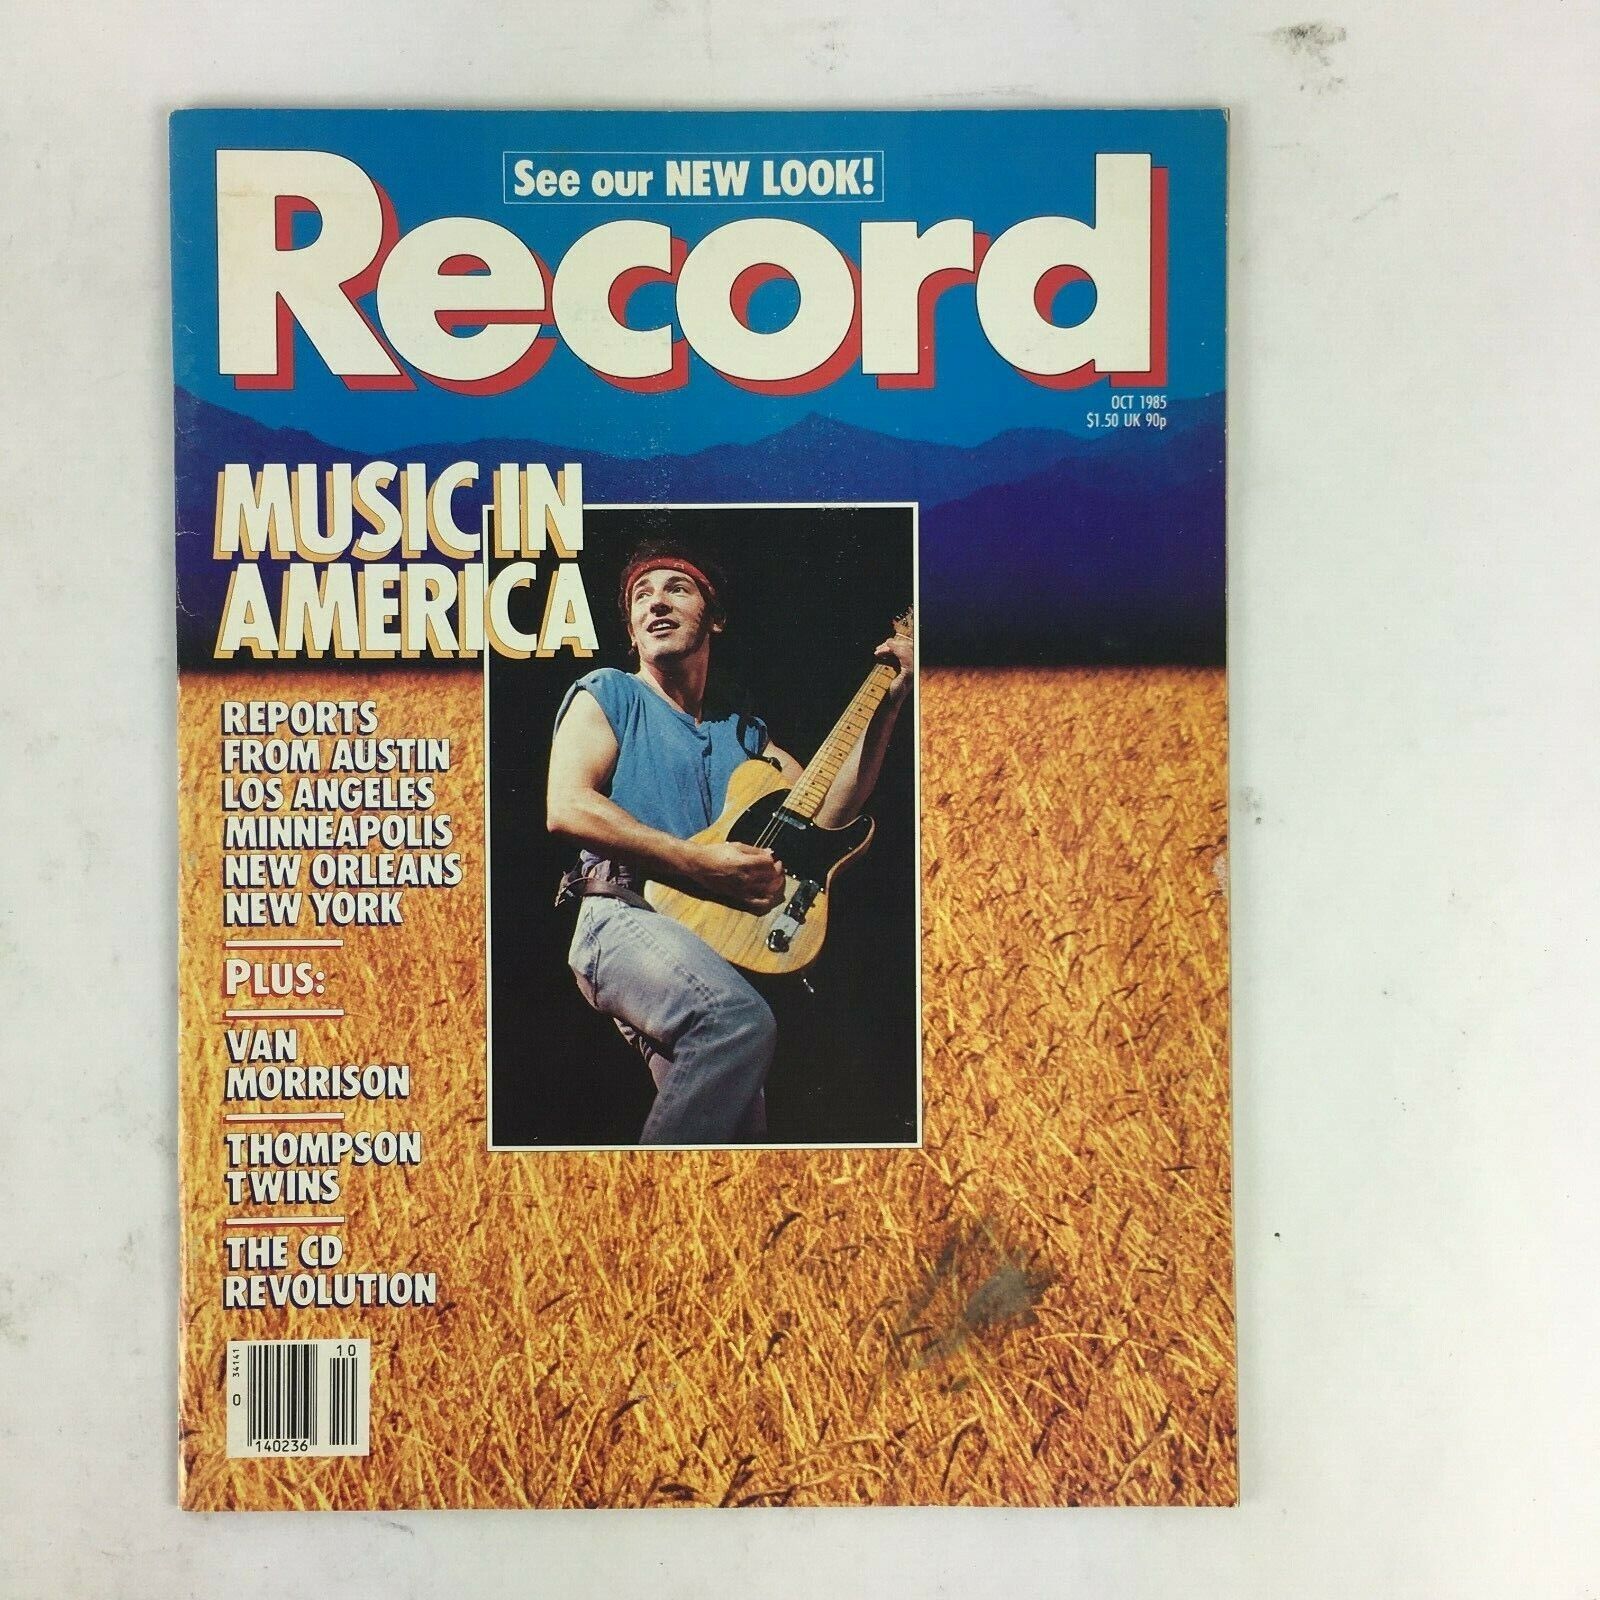 See our NEW LOOK!
Record
OCT 1985
$1.50 UK 90p
MUSIC IN
AMERICA
REPORTS
FROM AUSTIN
LOS ANGELES
MINNEAPOLIS
NEW ORLEANS
NEW YORK
PLUS:
VAN
MORRISON
THOMPSON
TWINS
THE CD
REVOLUTION
10
34141
0
140236